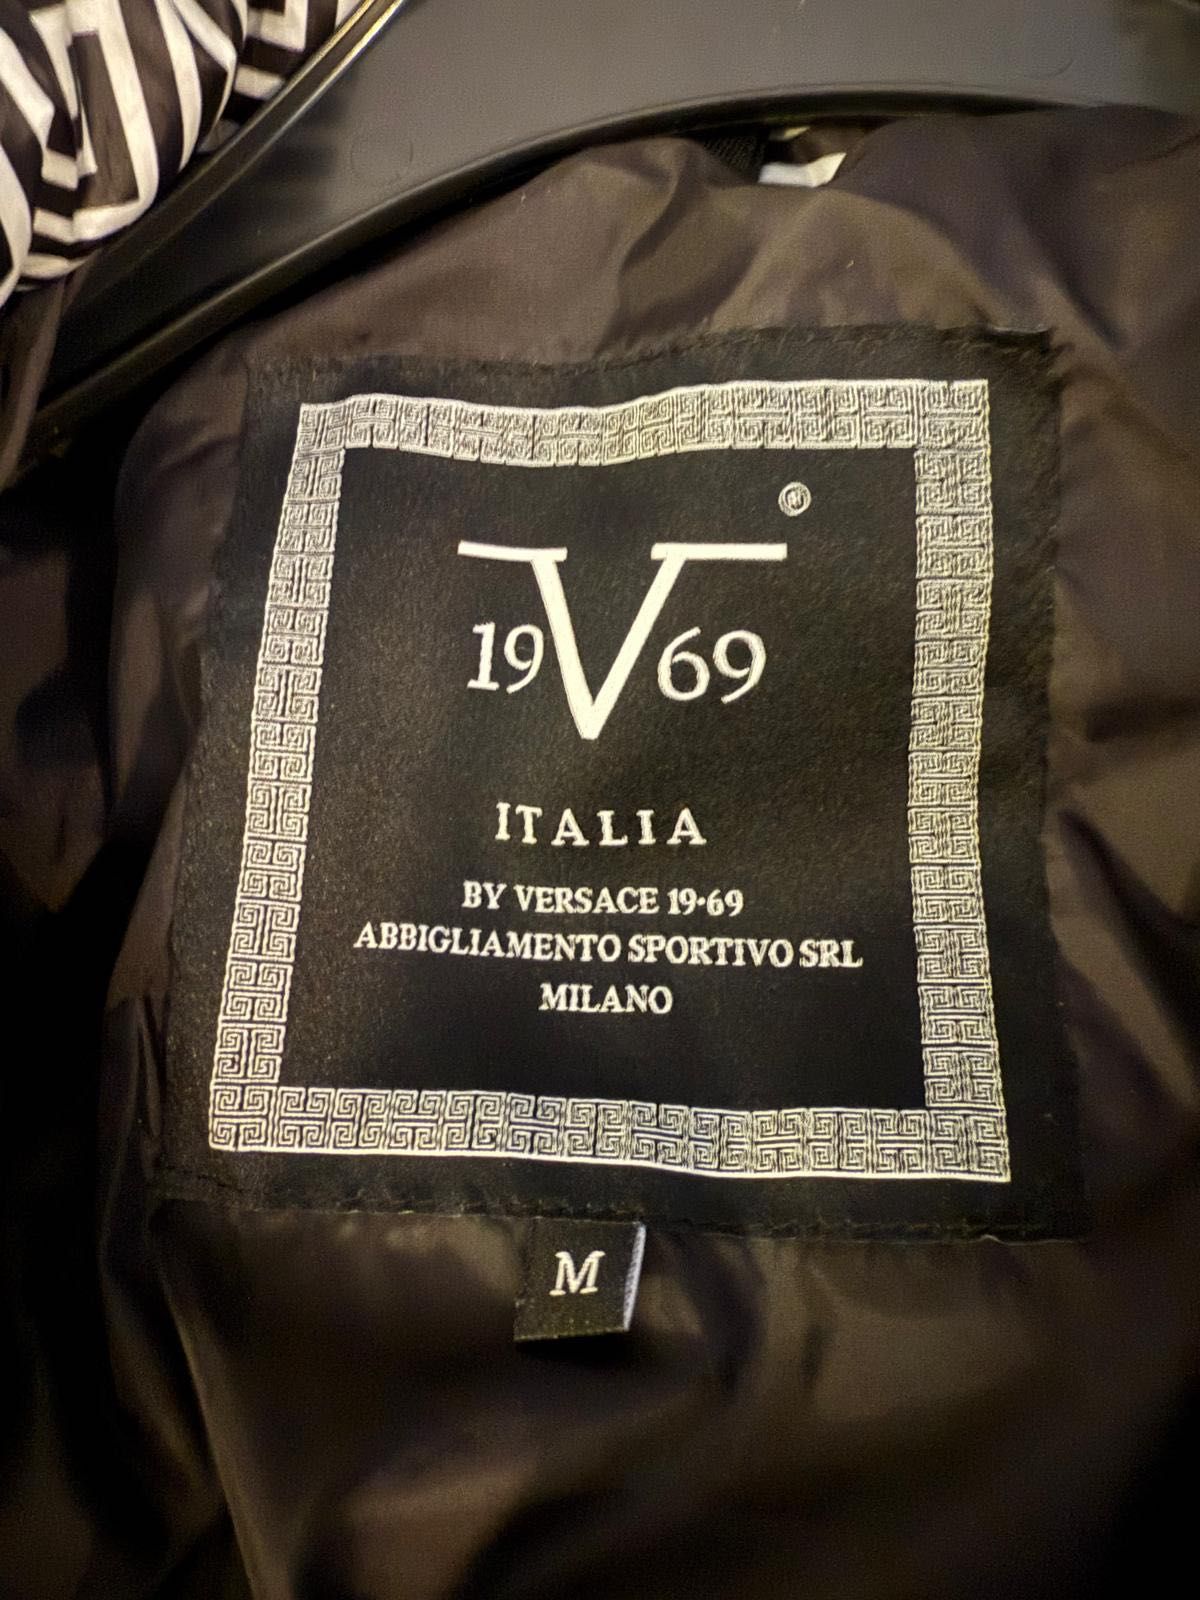 ®
19V69
ITALIA
BY VERSACE 19·69
ABBIGLIAMENTO SPORTIVO SRL
MILANO
M